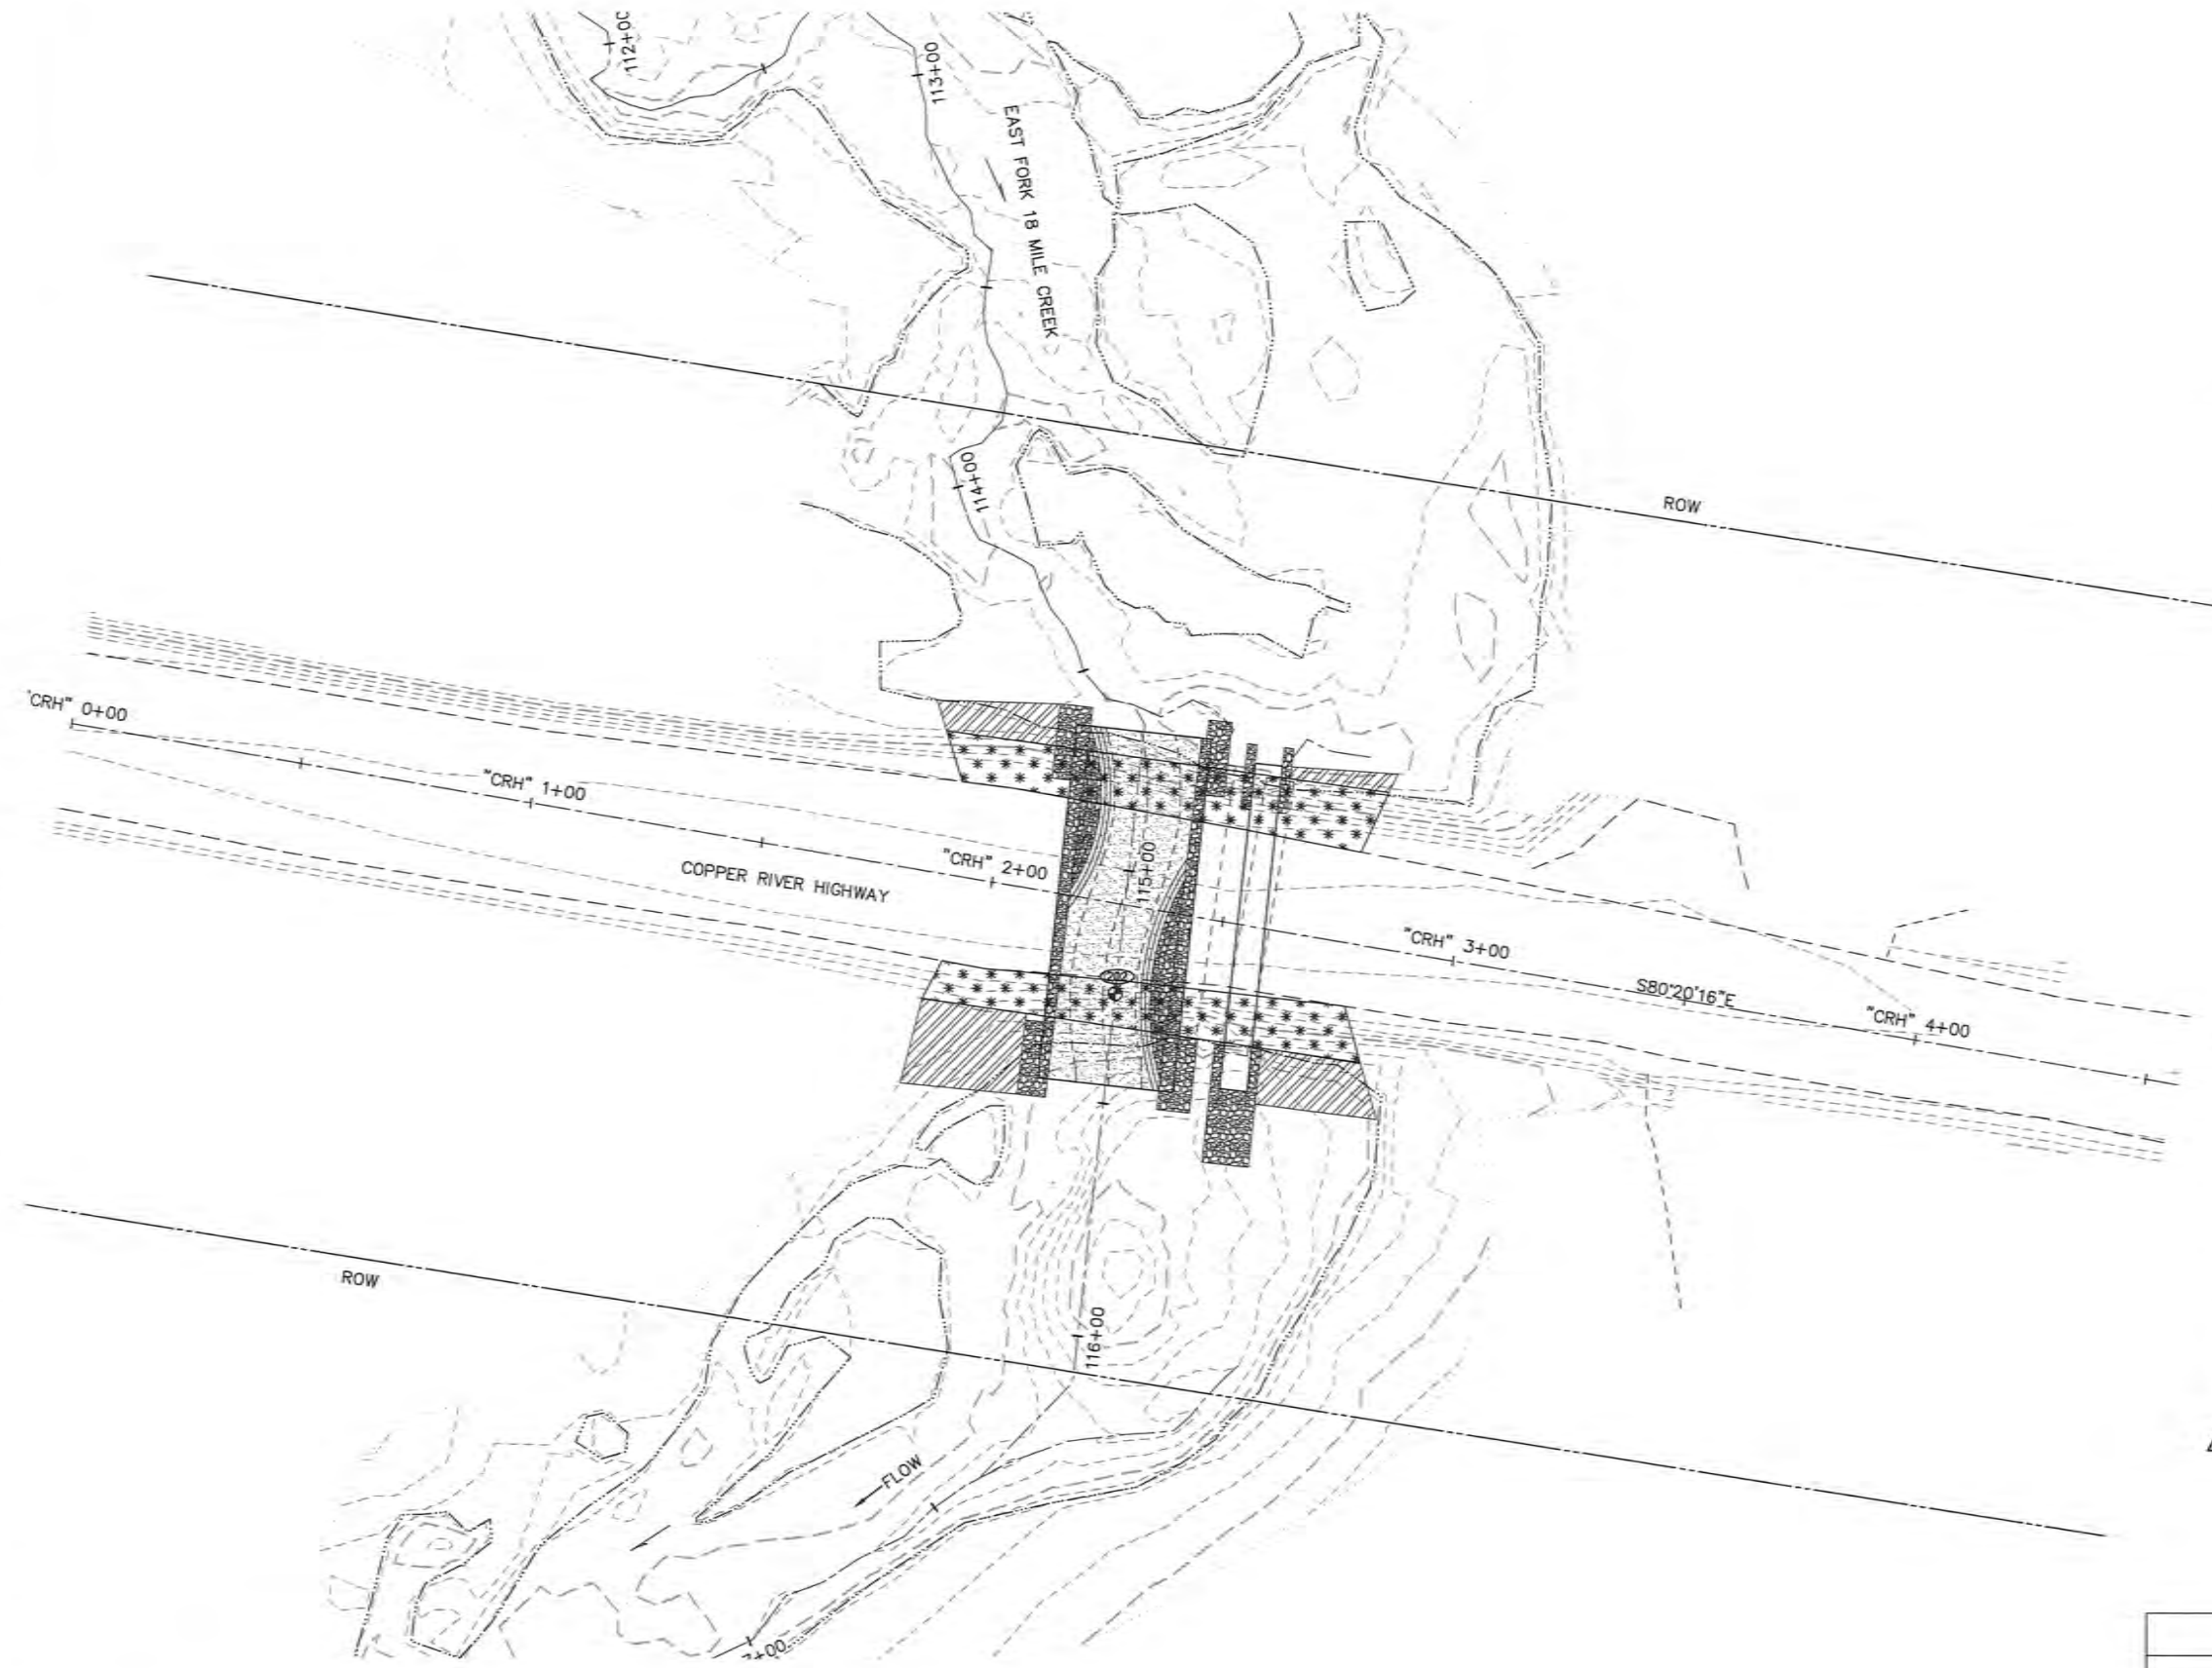 112+00
113+00
EAST FORK 18 MILE CREEK
114+00
ROW
"CRH" 0+00
"CRH" 1+00
"CRH" 2+00
COPPER RIVER HIGHWAY
115+00
"CRH" 3+00
S80°20'16"E
"CRH" 4+00
202
ROW
116+00
FLOW